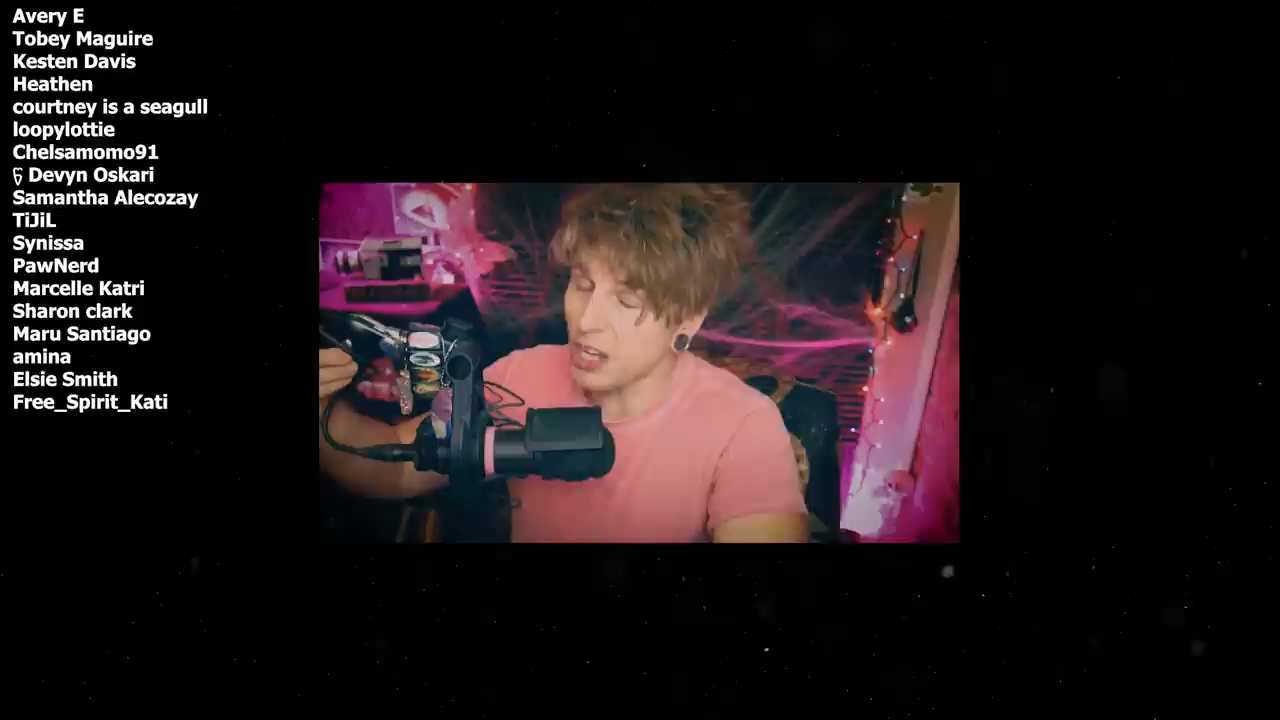 Avery E
Tobey Maguire
Kesten Davis
Heathen
courtney is a seagull
loopylottie
Chelsamomo91
Devyn Oskari
Samantha Alecozay
TiJiL
Synissa
PawNerd
Marcelle Katri
Sharon clark
Maru Santiago
amina
Elsie Smith
Free_Spirit_Kati